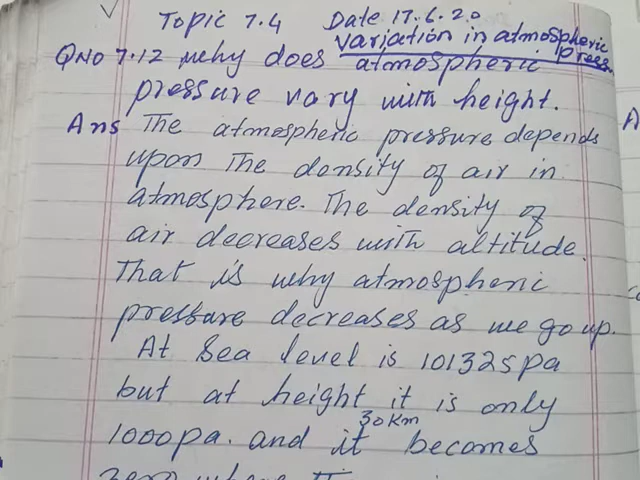 Topic 7.4 Date 17.6.20
variation in atmospheric press.
QNO 7.12 why does atmospheric
pressure vary with height.
Ans The atmospheric pressure depends
upon The density of air in
atmosphere. The density of
air decreases with altitude.
That is why atmospheric
pressure decreases as we go up.
At Sea level is 101325pa
but at height it is only
30km
1000pa. and it becomes
zero where